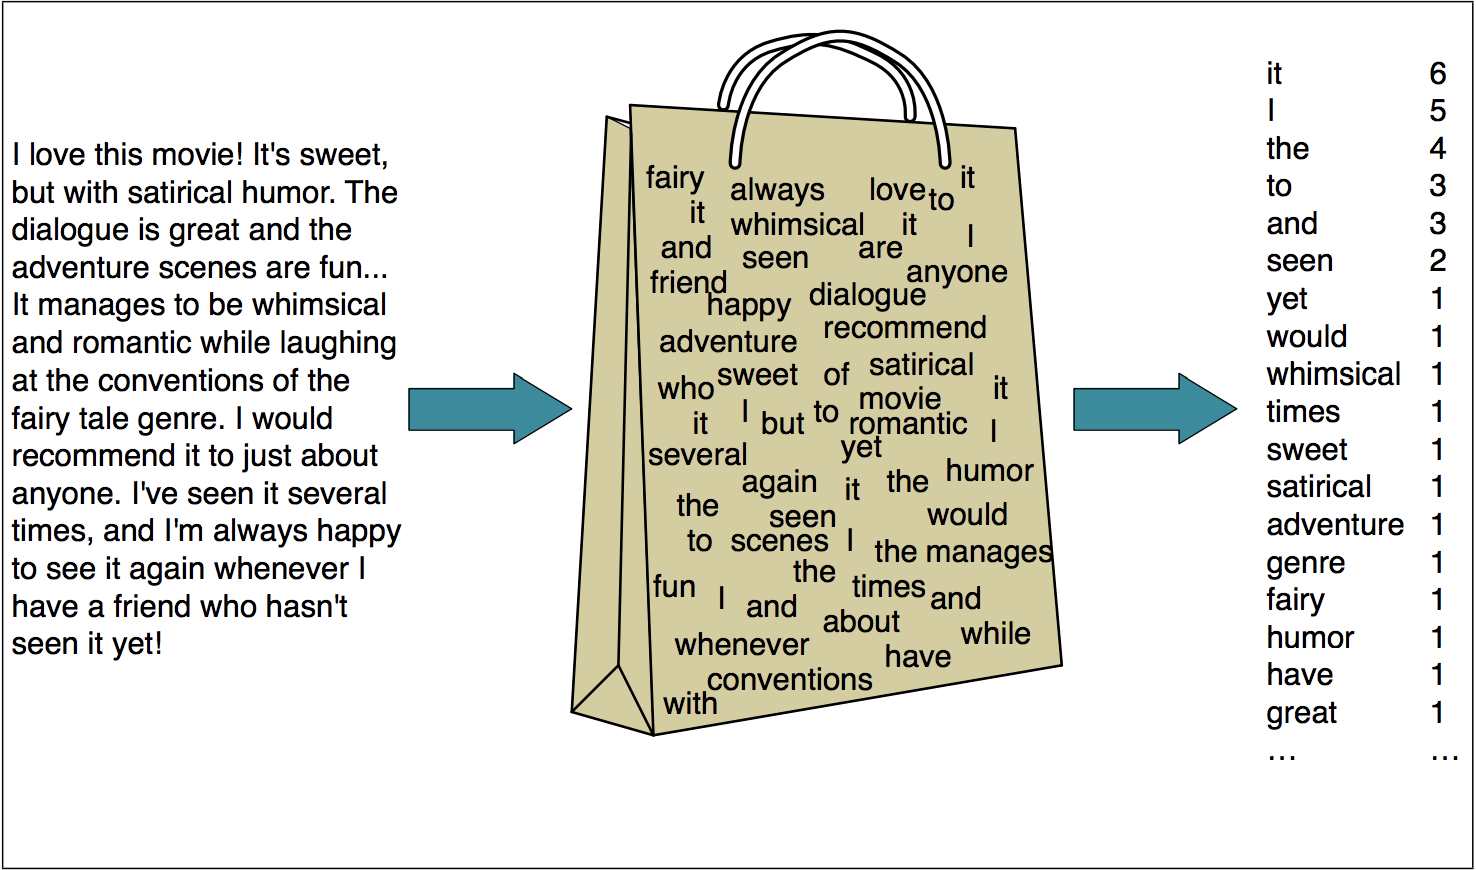 I love this movie! It's sweet,
but with satirical humor. The
dialogue is great and the
adventure scenes are fun...
It manages to be whimsical
and romantic while laughing
at the conventions of the
fairy tale genre. I would
recommend it to just about
anyone. I've seen it several
times, and I'm always happy
to see it again whenever I
have a friend who hasn't
seen it yet!
fairy always love to it
it whimsical it I
and seen are anyone
friend happy dialogue
adventure recommend
who sweet of satirical it
it I but to movie romantic I
several yet
again it the humor
the seen would
to scenes I the manages
fun the times and
I and about while
whenever have
conventions
with
it 6
I 5
the 4
to 3
and 3
seen 2
yet 1
would 1
whimsical 1
times 1
sweet 1
satirical 1
adventure 1
genre 1
fairy 1
humor 1
have 1
great 1
… …